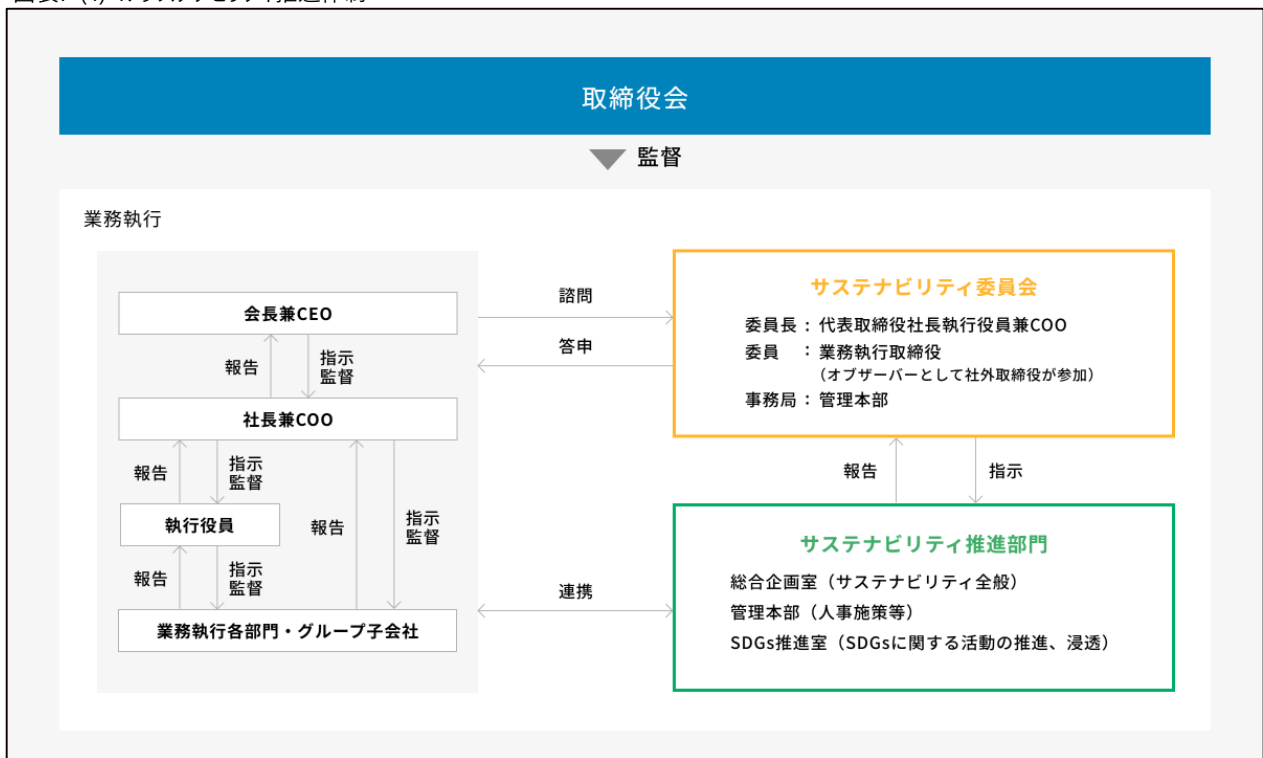 取締役会
監督
業務執行
会長兼CEO
報告
指示
監督
社長兼COO
報告
指示
監督
執行役員
報告
指示
監督
報告
指示
監督
業務執行各部門・グループ子会社
諮問
答申
連携
サステナビリティ委員会
委員長：代表取締役社長執行役員兼COO
委員　：業務執行取締役
（オブザーバーとして社外取締役が参加）
事務局：管理本部
報告
指示
サステナビリティ推進部門
総合企画室（サステナビリティ全般）
管理本部（人事施策等）
SDGs推進室（SDGsに関する活動の推進、浸透）